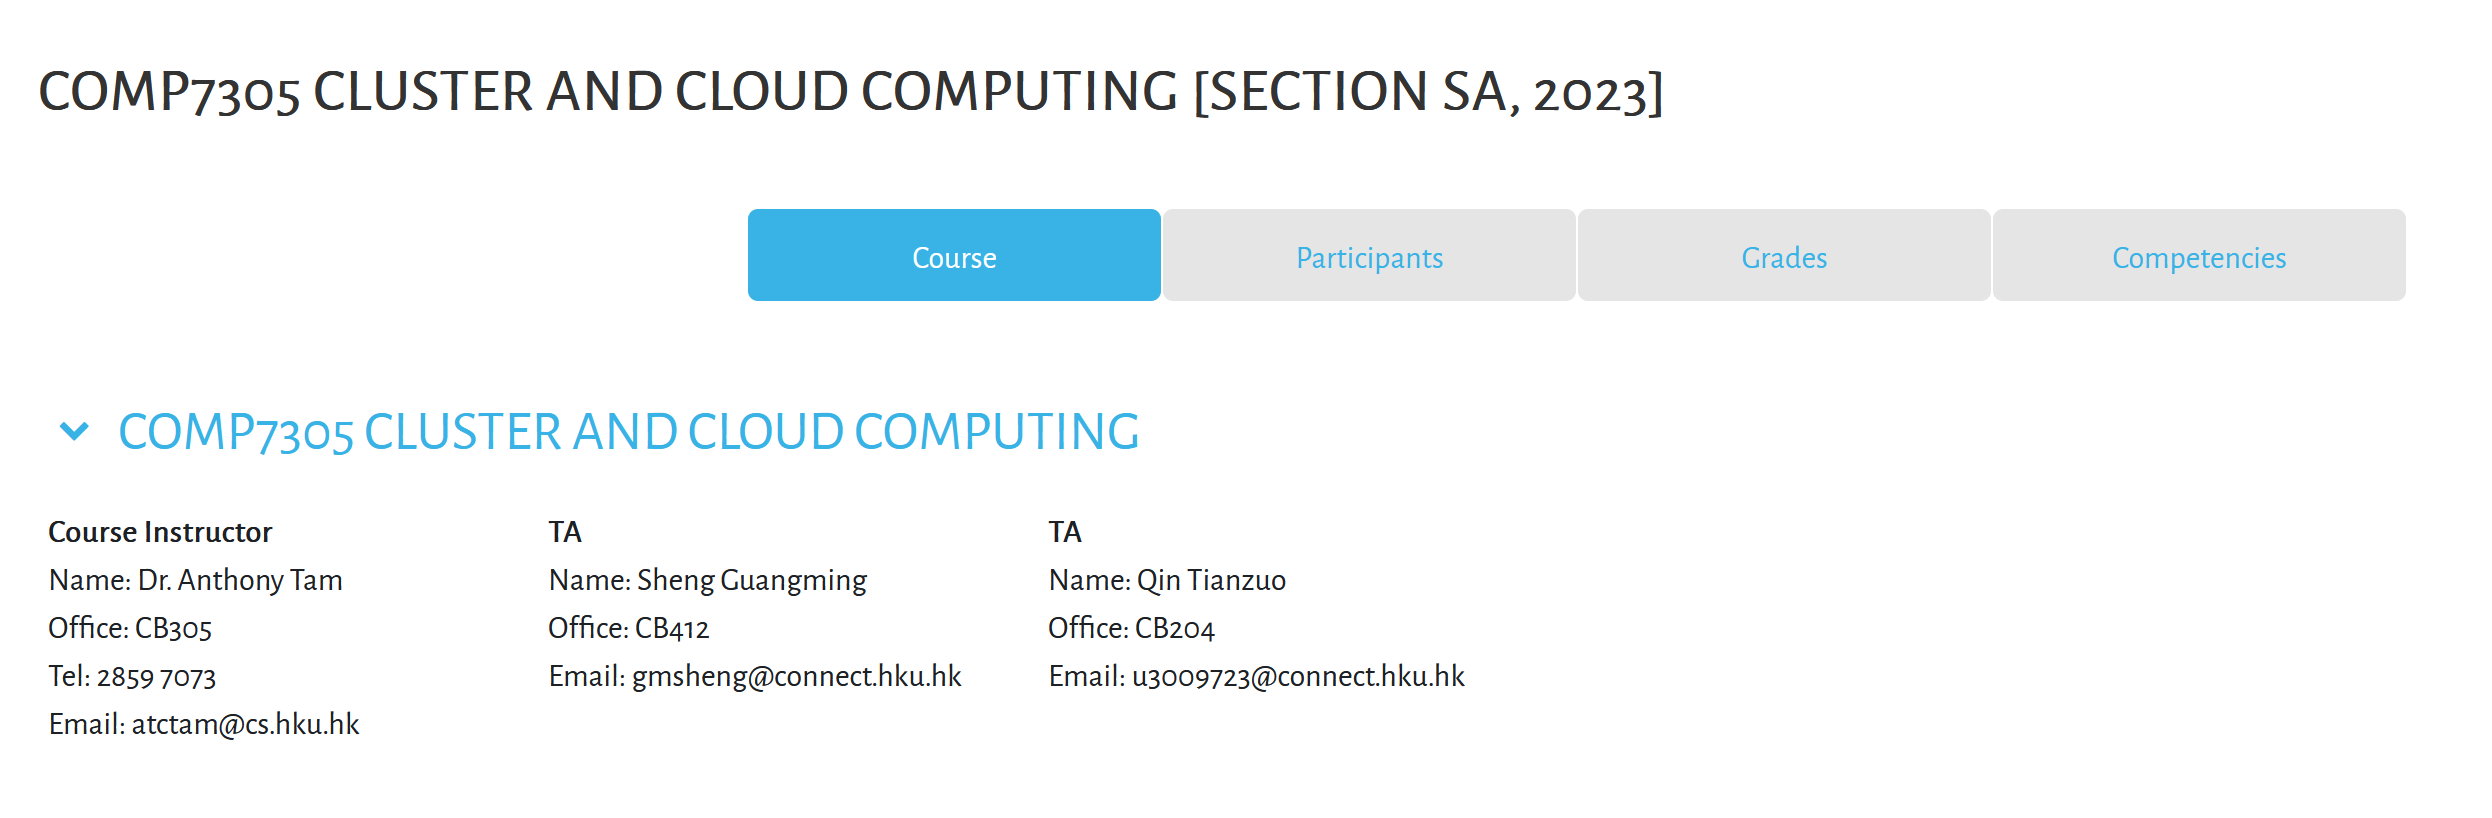 COMP7305 CLUSTER AND CLOUD COMPUTING [SECTION SA, 2023]
Course
Participants
Grades
Competencies
COMP7305 CLUSTER AND CLOUD COMPUTING
Course Instructor
Name: Dr. Anthony Tam
Office: CB305
Tel: 2859 7073
Email: atctam@cs.hku.hk
TA
Name: Sheng Guangming
Office: CB412
Email: gmsheng@connect.hku.hk
TA
Name: Qin Tianzuo
Office: CB204
Email: u3009723@connect.hku.hk